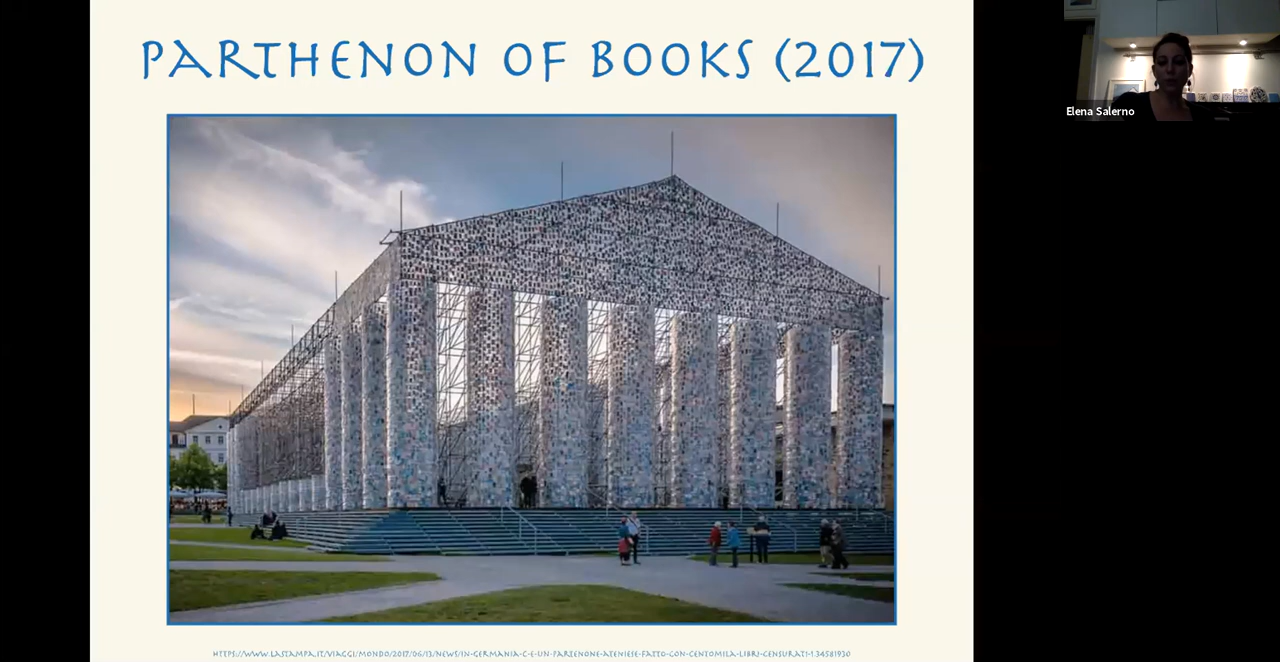 PARTHENON OF BOOKS (2017)
Elena Salerno
HTTPS://WWW.LASTAMPA.IT/VIAGGI/MONDO/2017/06/13/NEWS/IN-GERMANIA-C-E-UN-PARTENONE-ATENIESE-FATTO-CON-CENTOMILA-LIBRI-CENSURATI-1.34581930